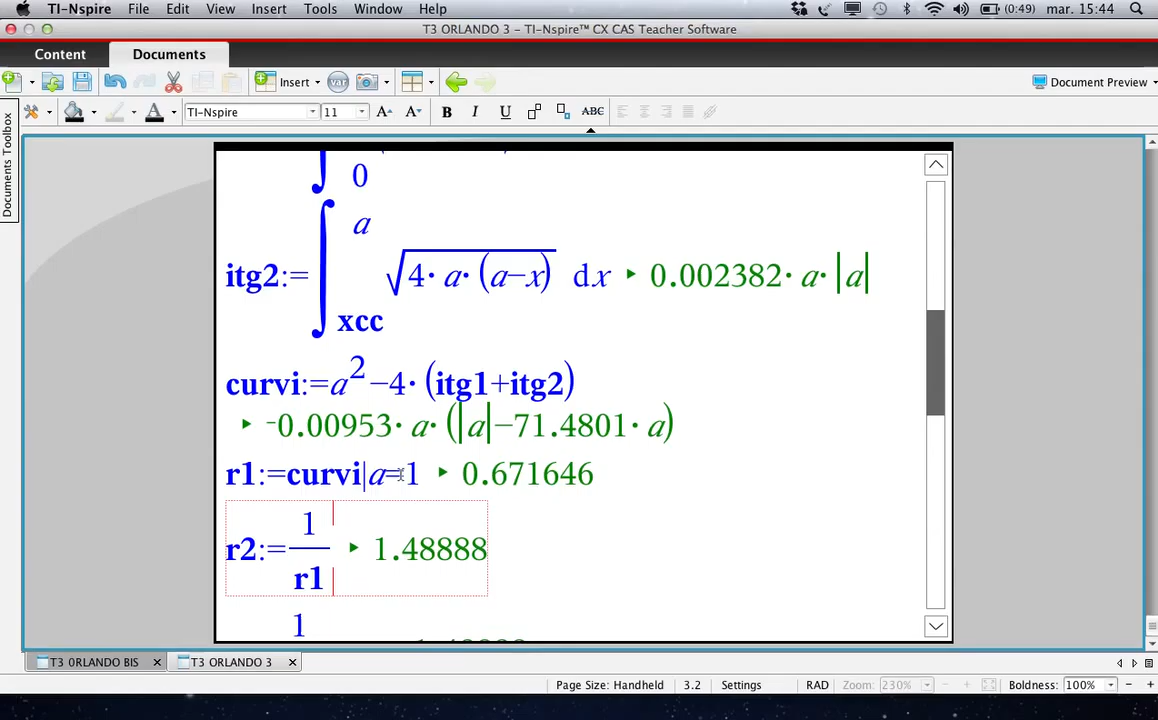 TI-Nspire File Edit View Insert Tools Window Help (0:49) mar. 15:44
T3 ORLANDO 3 - TI-Nspire™ CX CAS Teacher Software
Content Documents
Insert VAR Document Preview
TI-Nspire 11 A A B I U ABC
Documents Toolbox
0
∫ a
itg2:= √4·a·(a−x) dx ▸ 0.002382·a·|a|
xcc
curvi:=a²−4·(itg1+itg2)
▸ ⁻0.00953·a·(|a|−71.4801·a)
r1:=curvi|a=1 ▸ 0.671646
1
r2:= ▸ 1.48888
r1
1
T3 0RLANDO BIS T3 ORLANDO 3
Page Size: Handheld 3.2 Settings RAD Zoom: 230% Boldness: 100%